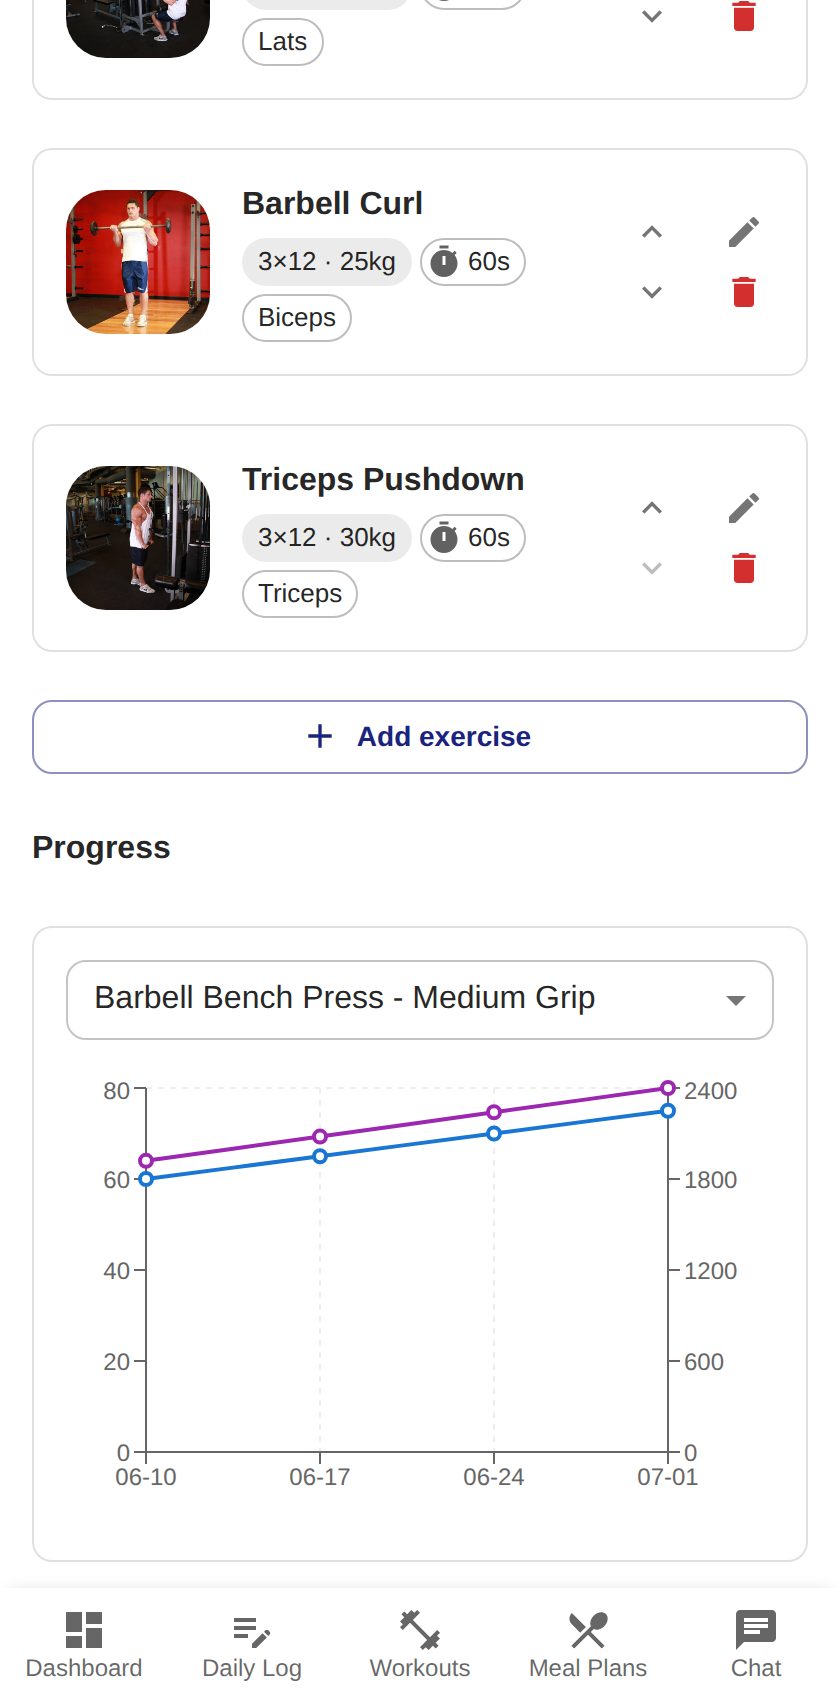 Lats
Barbell Curl
3×12 · 25kg
60s
Biceps
Triceps Pushdown
3×12 · 30kg
60s
Triceps
Add exercise
Progress
Barbell Bench Press - Medium Grip
80
60
40
20
0
2400
1800
1200
600
0
06-10
06-17
06-24
07-01
Dashboard
Daily Log
Workouts
Meal Plans
Chat